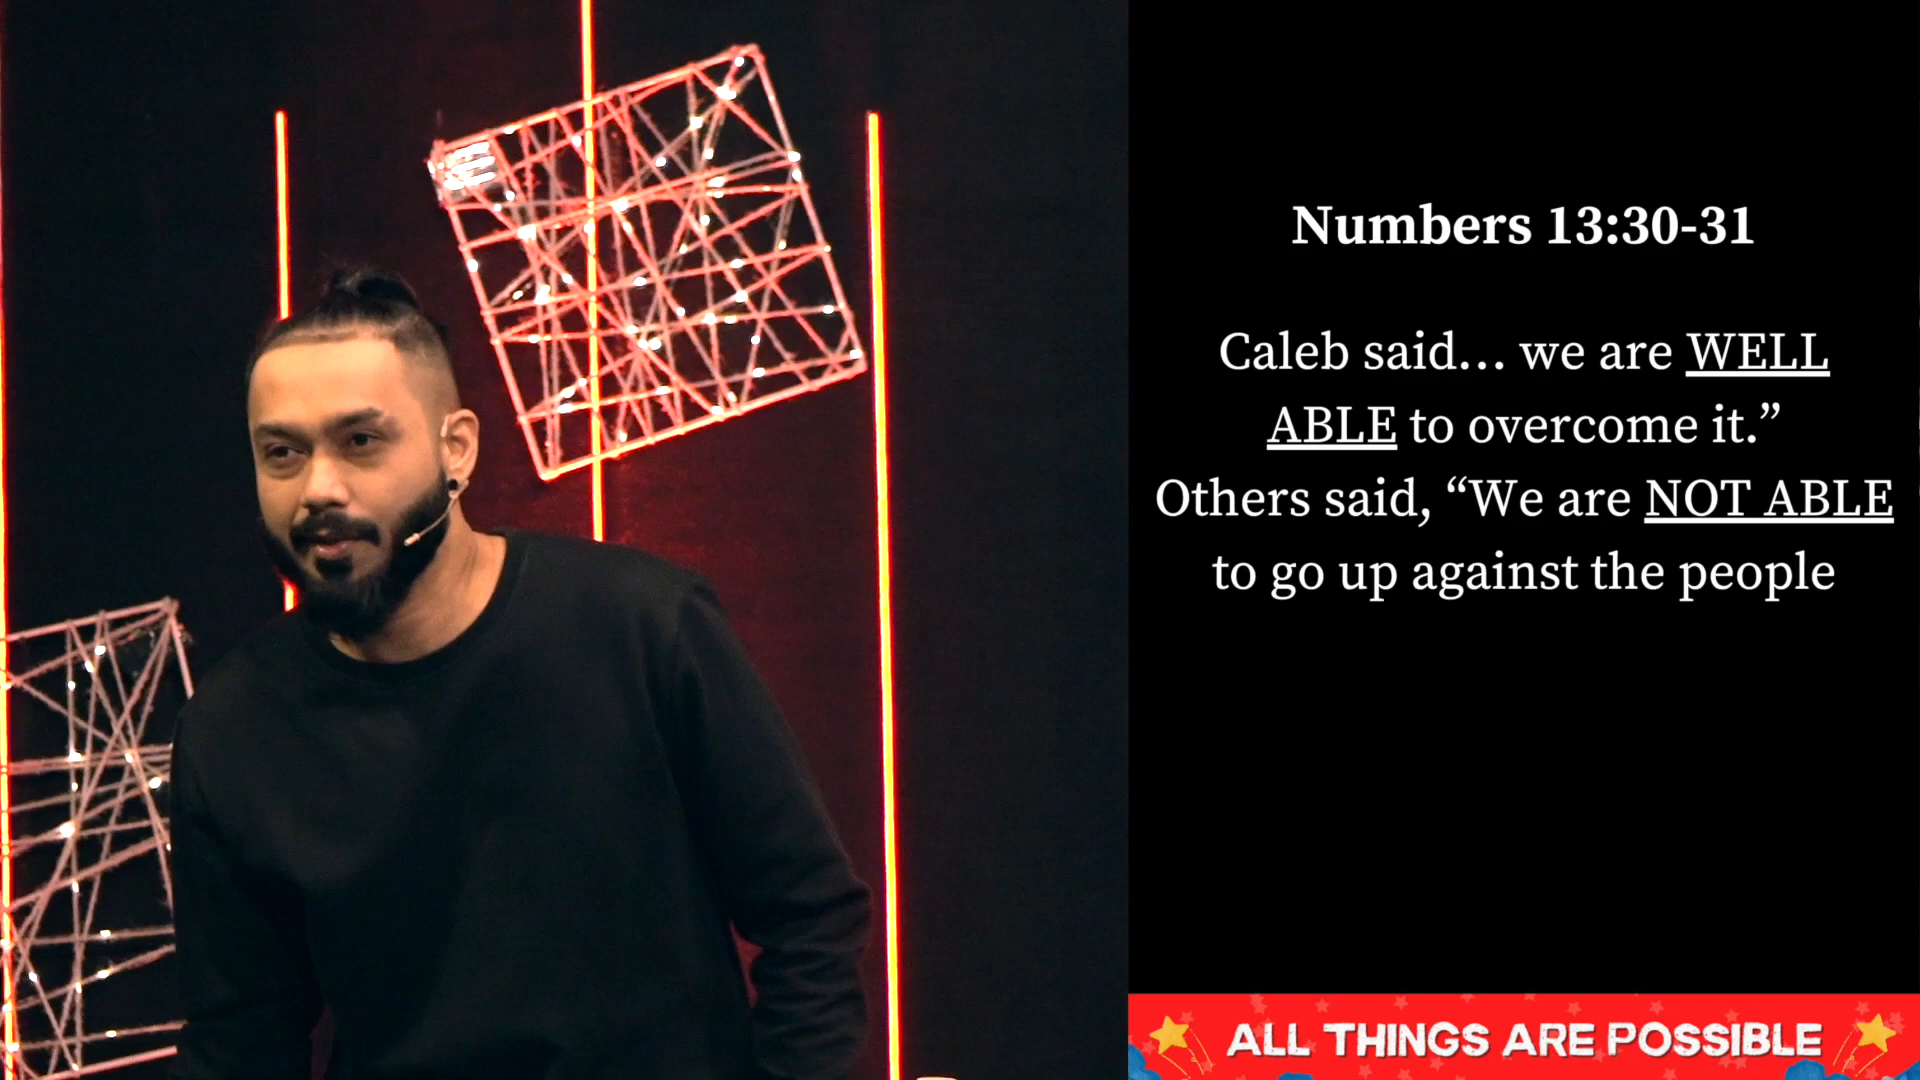 Numbers 13:30-31
Caleb said... we are WELL
ABLE to overcome it.”
Others said, “We are NOT ABLE
to go up against the people
ALL THINGS ARE POSSIBLE